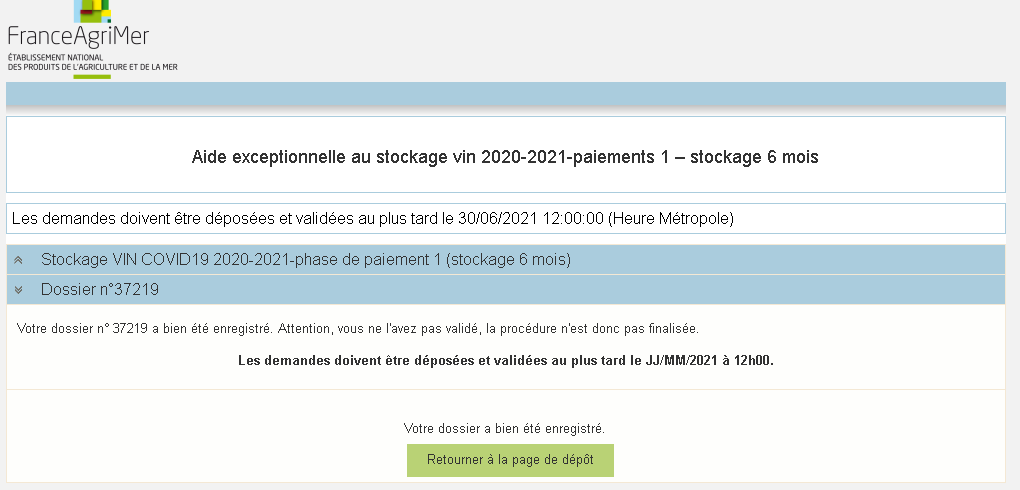 FranceAgriMer
ÉTABLISSEMENT NATIONAL
DES PRODUITS DE L'AGRICULTURE ET DE LA MER
Aide exceptionnelle au stockage vin 2020-2021-paiements 1 – stockage 6 mois
Les demandes doivent être déposées et validées au plus tard le 30/06/2021 12:00:00 (Heure Métropole)
Stockage VIN COVID19 2020-2021-phase de paiement 1 (stockage 6 mois)
Dossier n°37219
Votre dossier n° 37219 a bien été enregistré. Attention, vous ne l'avez pas validé, la procédure n'est donc pas finalisée.
Les demandes doivent être déposées et validées au plus tard le JJ/MM/2021 à 12h00.
Votre dossier a bien été enregistré.
Retourner à la page de dépôt